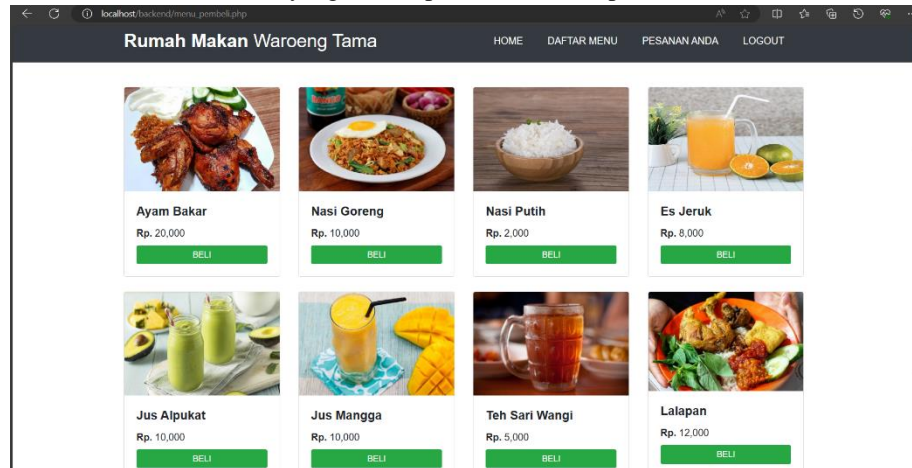 localhost/backend/menu_pembeli.php
Rumah Makan Waroeng Tama HOME DAFTAR MENU PESANAN ANDA LOGOUT
Ayam Bakar Nasi Goreng Nasi Putih Es Jeruk
Rp. 20,000 Rp. 10,000 Rp. 2,000 Rp. 8,000
BELI BELI BELI BELI
Jus Alpukat Jus Mangga Teh Sari Wangi Lalapan
Rp. 10,000 Rp. 10,000 Rp. 5,000 Rp. 12,000
BELI BELI BELI BELI